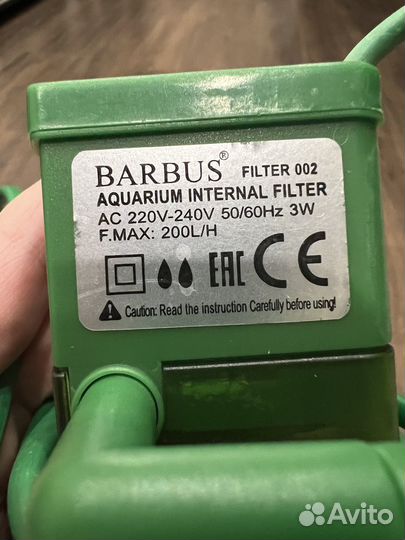 BARBUS® FILTER 002
AQUARIUM INTERNAL FILTER
AC 220V-240V 50/60Hz 3W
F.MAX: 200L/H
EAC CE
Caution: Read the instruction Carefully before using!
Avito